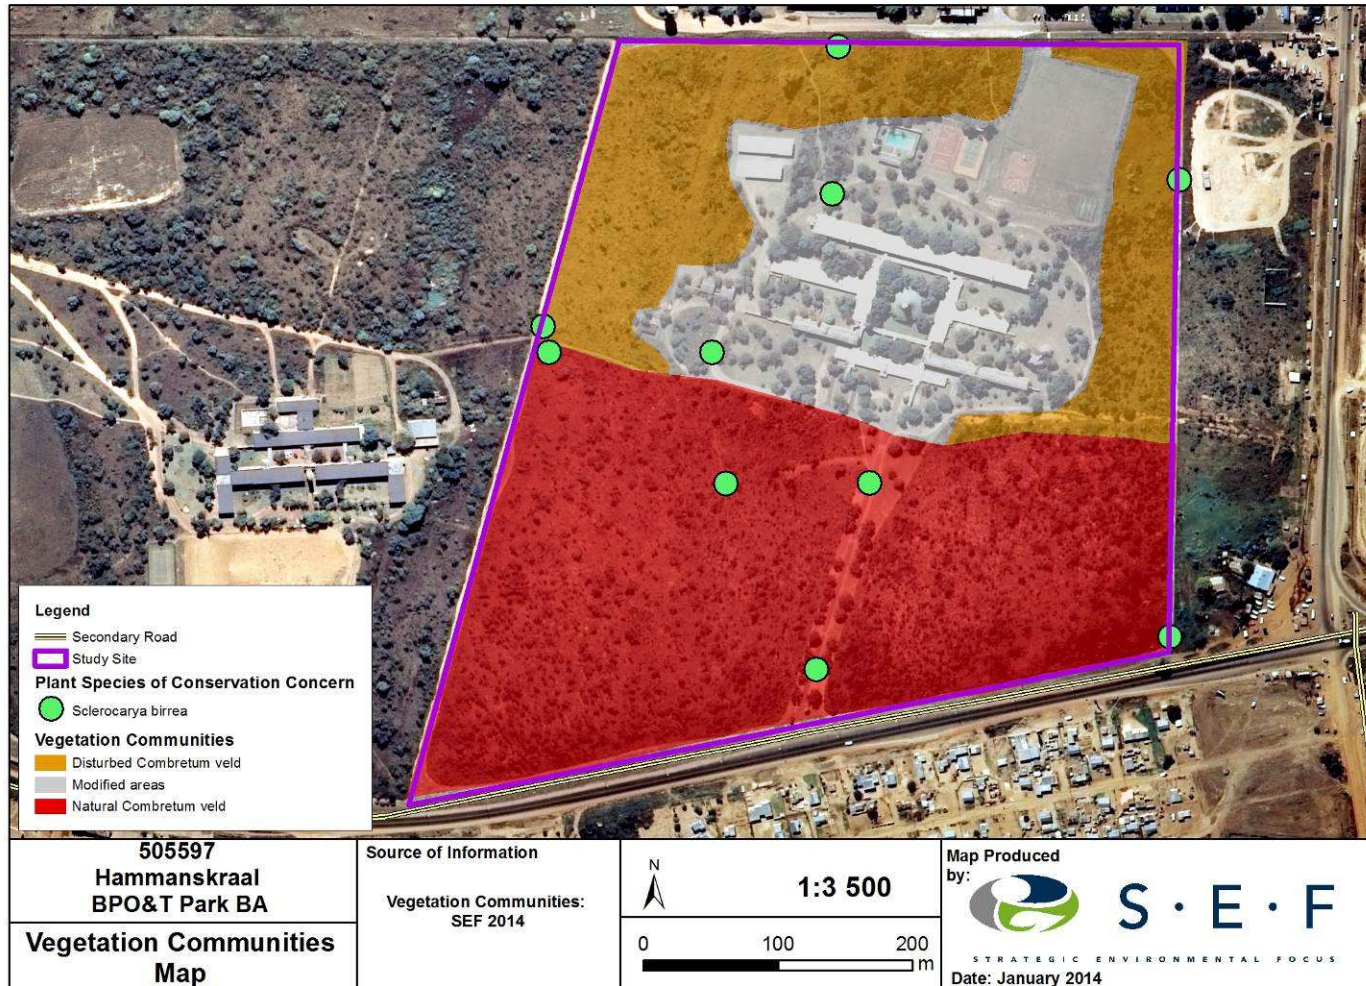 Legend
Secondary Road
Study Site
Plant Species of Conservation Concern
Sclerocarya birrea
Vegetation Communities
Disturbed Combretum veld
Modified areas
Natural Combretum veld
505597
Hammanskraal
BPO&T Park BA
Vegetation Communities
Map
Source of Information
Vegetation Communities:
SEF 2014
N
1:3 500
0 100 200
m
Map Produced
by:
S·E·F
STRATEGIC ENVIRONMENTAL FOCUS
Date: January 2014